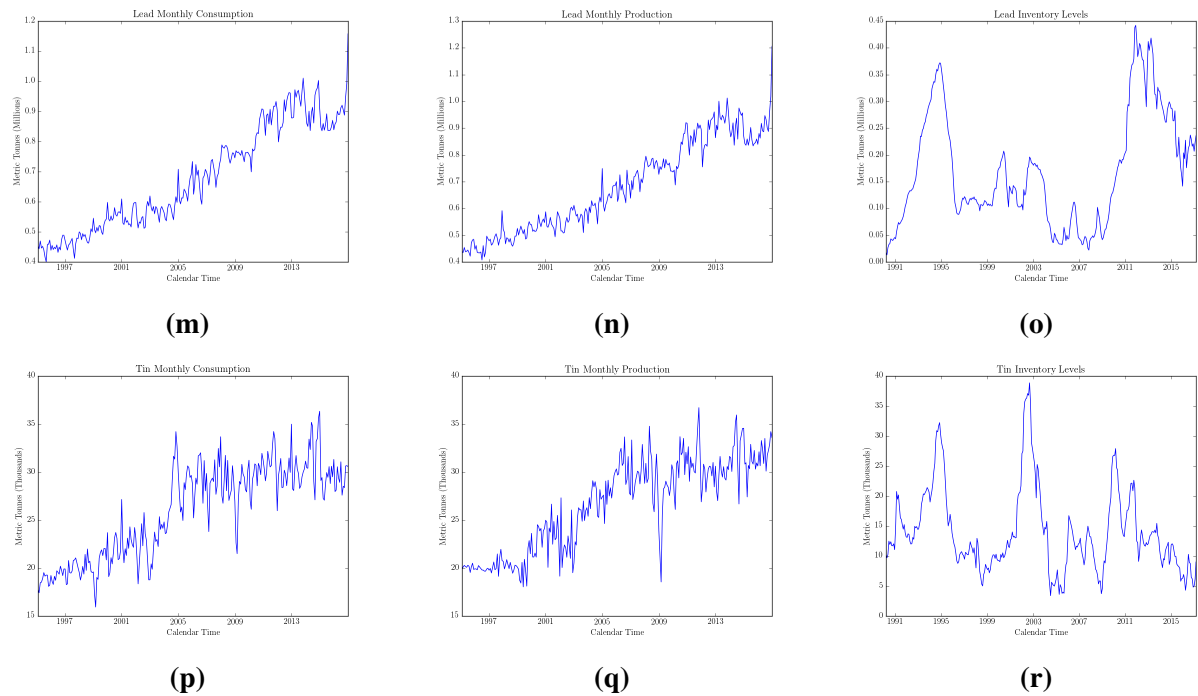 Lead Monthly Consumption
Metric Tonnes (Millions)
1.3
1.2
1.1
1.0
0.9
0.8
0.7
0.6
0.5
0.4
1997 2001 2005 2009 2013
Calendar Time
(m)
Lead Monthly Production
Metric Tonnes (Millions)
1.3
1.2
1.1
1.0
0.9
0.8
0.7
0.6
0.5
0.4
1997 2001 2005 2009 2013
Calendar Time
(n)
Lead Inventory Levels
Metric Tonnes (Millions)
0.45
0.40
0.35
0.30
0.25
0.20
0.15
0.10
0.05
0.00
1991 1995 1999 2003 2007 2011 2015
Calendar Time
(o)
Tin Monthly Consumption
Metric Tonnes (Thousands)
40
35
30
25
20
15
1997 2001 2005 2009 2013
Calendar Time
(p)
Tin Monthly Production
Metric Tonnes (Thousands)
40
35
30
25
20
15
1997 2001 2005 2009 2013
Calendar Time
(q)
Tin Inventory Levels
Metric Tonnes (Thousands)
40
35
30
25
20
15
10
5
0
1991 1995 1999 2003 2007 2011 2015
Calendar Time
(r)